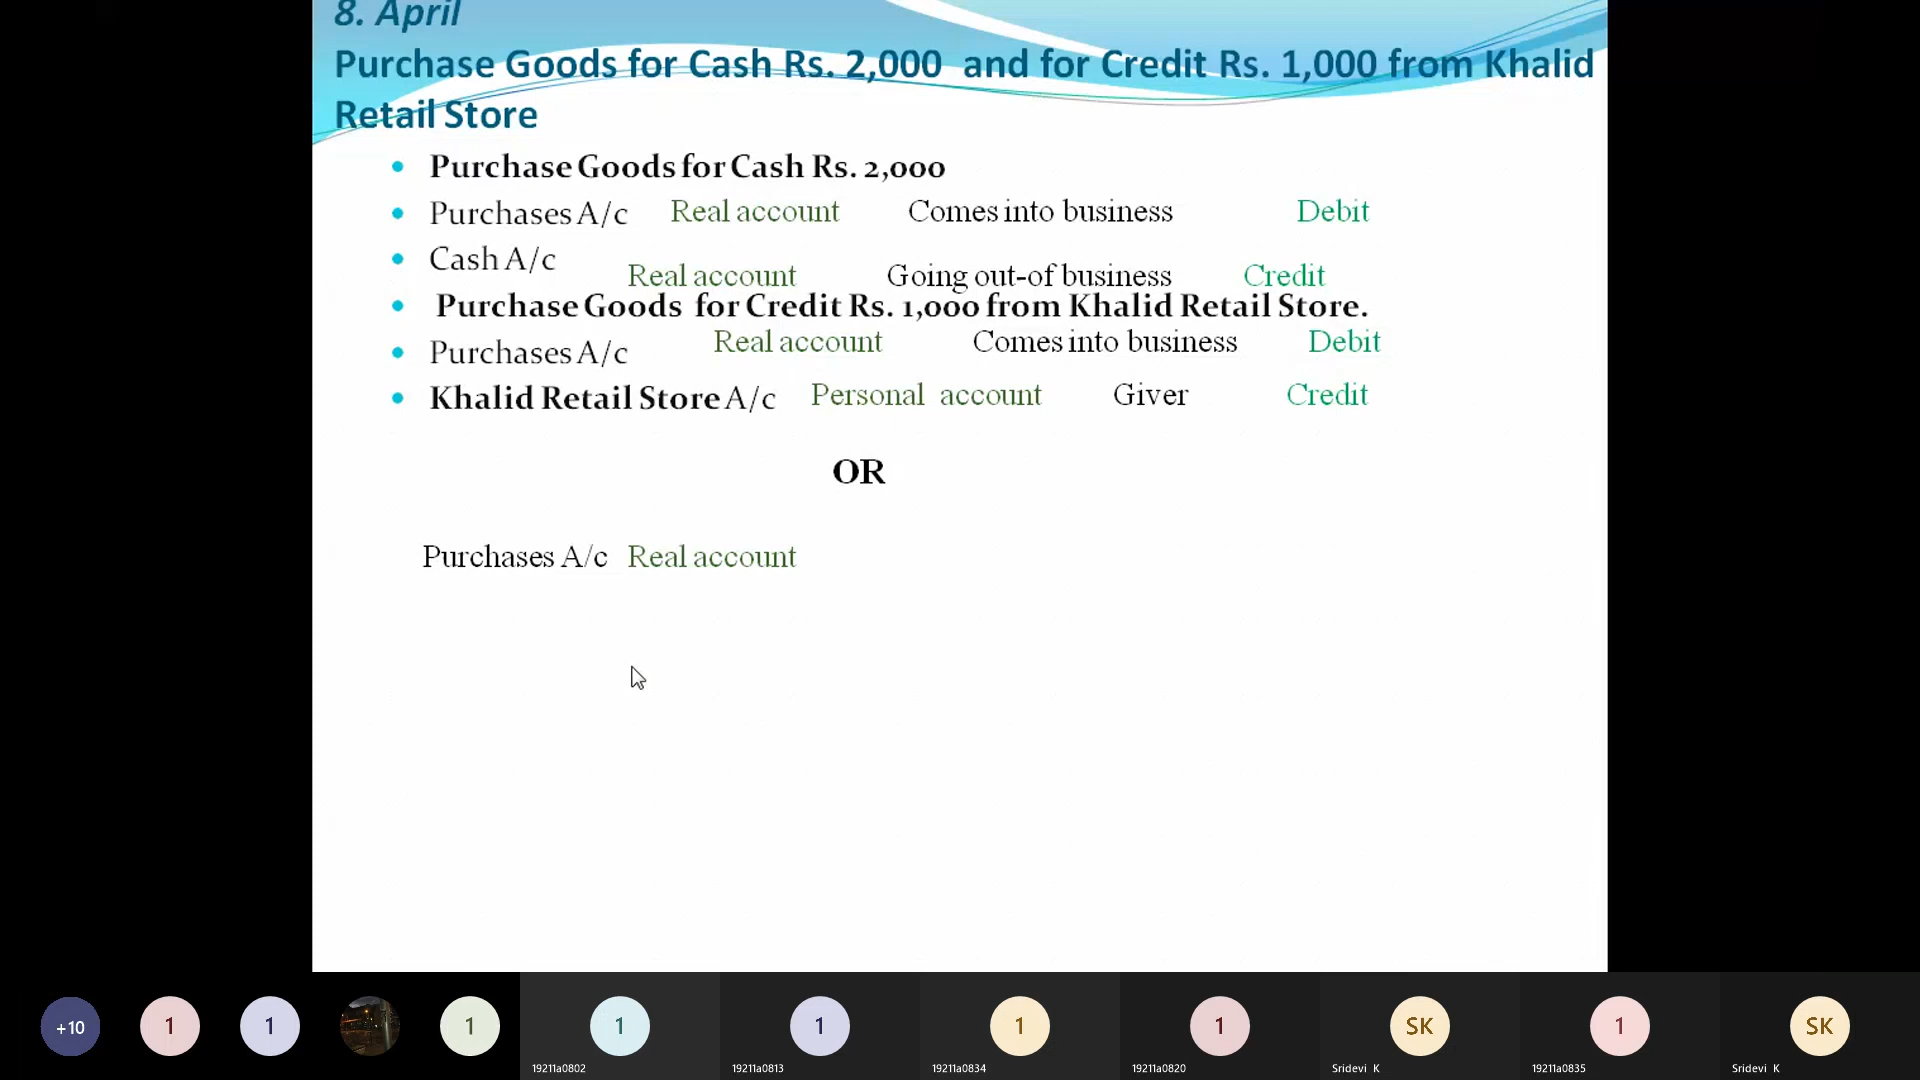 8. April
Purchase Goods for Cash Rs. 2,000 and for Credit Rs. 1,000 from Khalid
Retail Store
• Purchase Goods for Cash Rs. 2,000
• Purchases A/c Real account Comes into business Debit
• Cash A/c Real account Going out-of business Credit
• Purchase Goods for Credit Rs. 1,000 from Khalid Retail Store.
• Purchases A/c Real account Comes into business Debit
• Khalid Retail Store A/c Personal account Giver Credit
OR
Purchases A/c Real account
+10 1 1 1 1 1 1 1 SK 1 SK
19211a0802 19211a0813 19211a0834 19211a0820 Sridevi K 19211a0835 Sridevi K